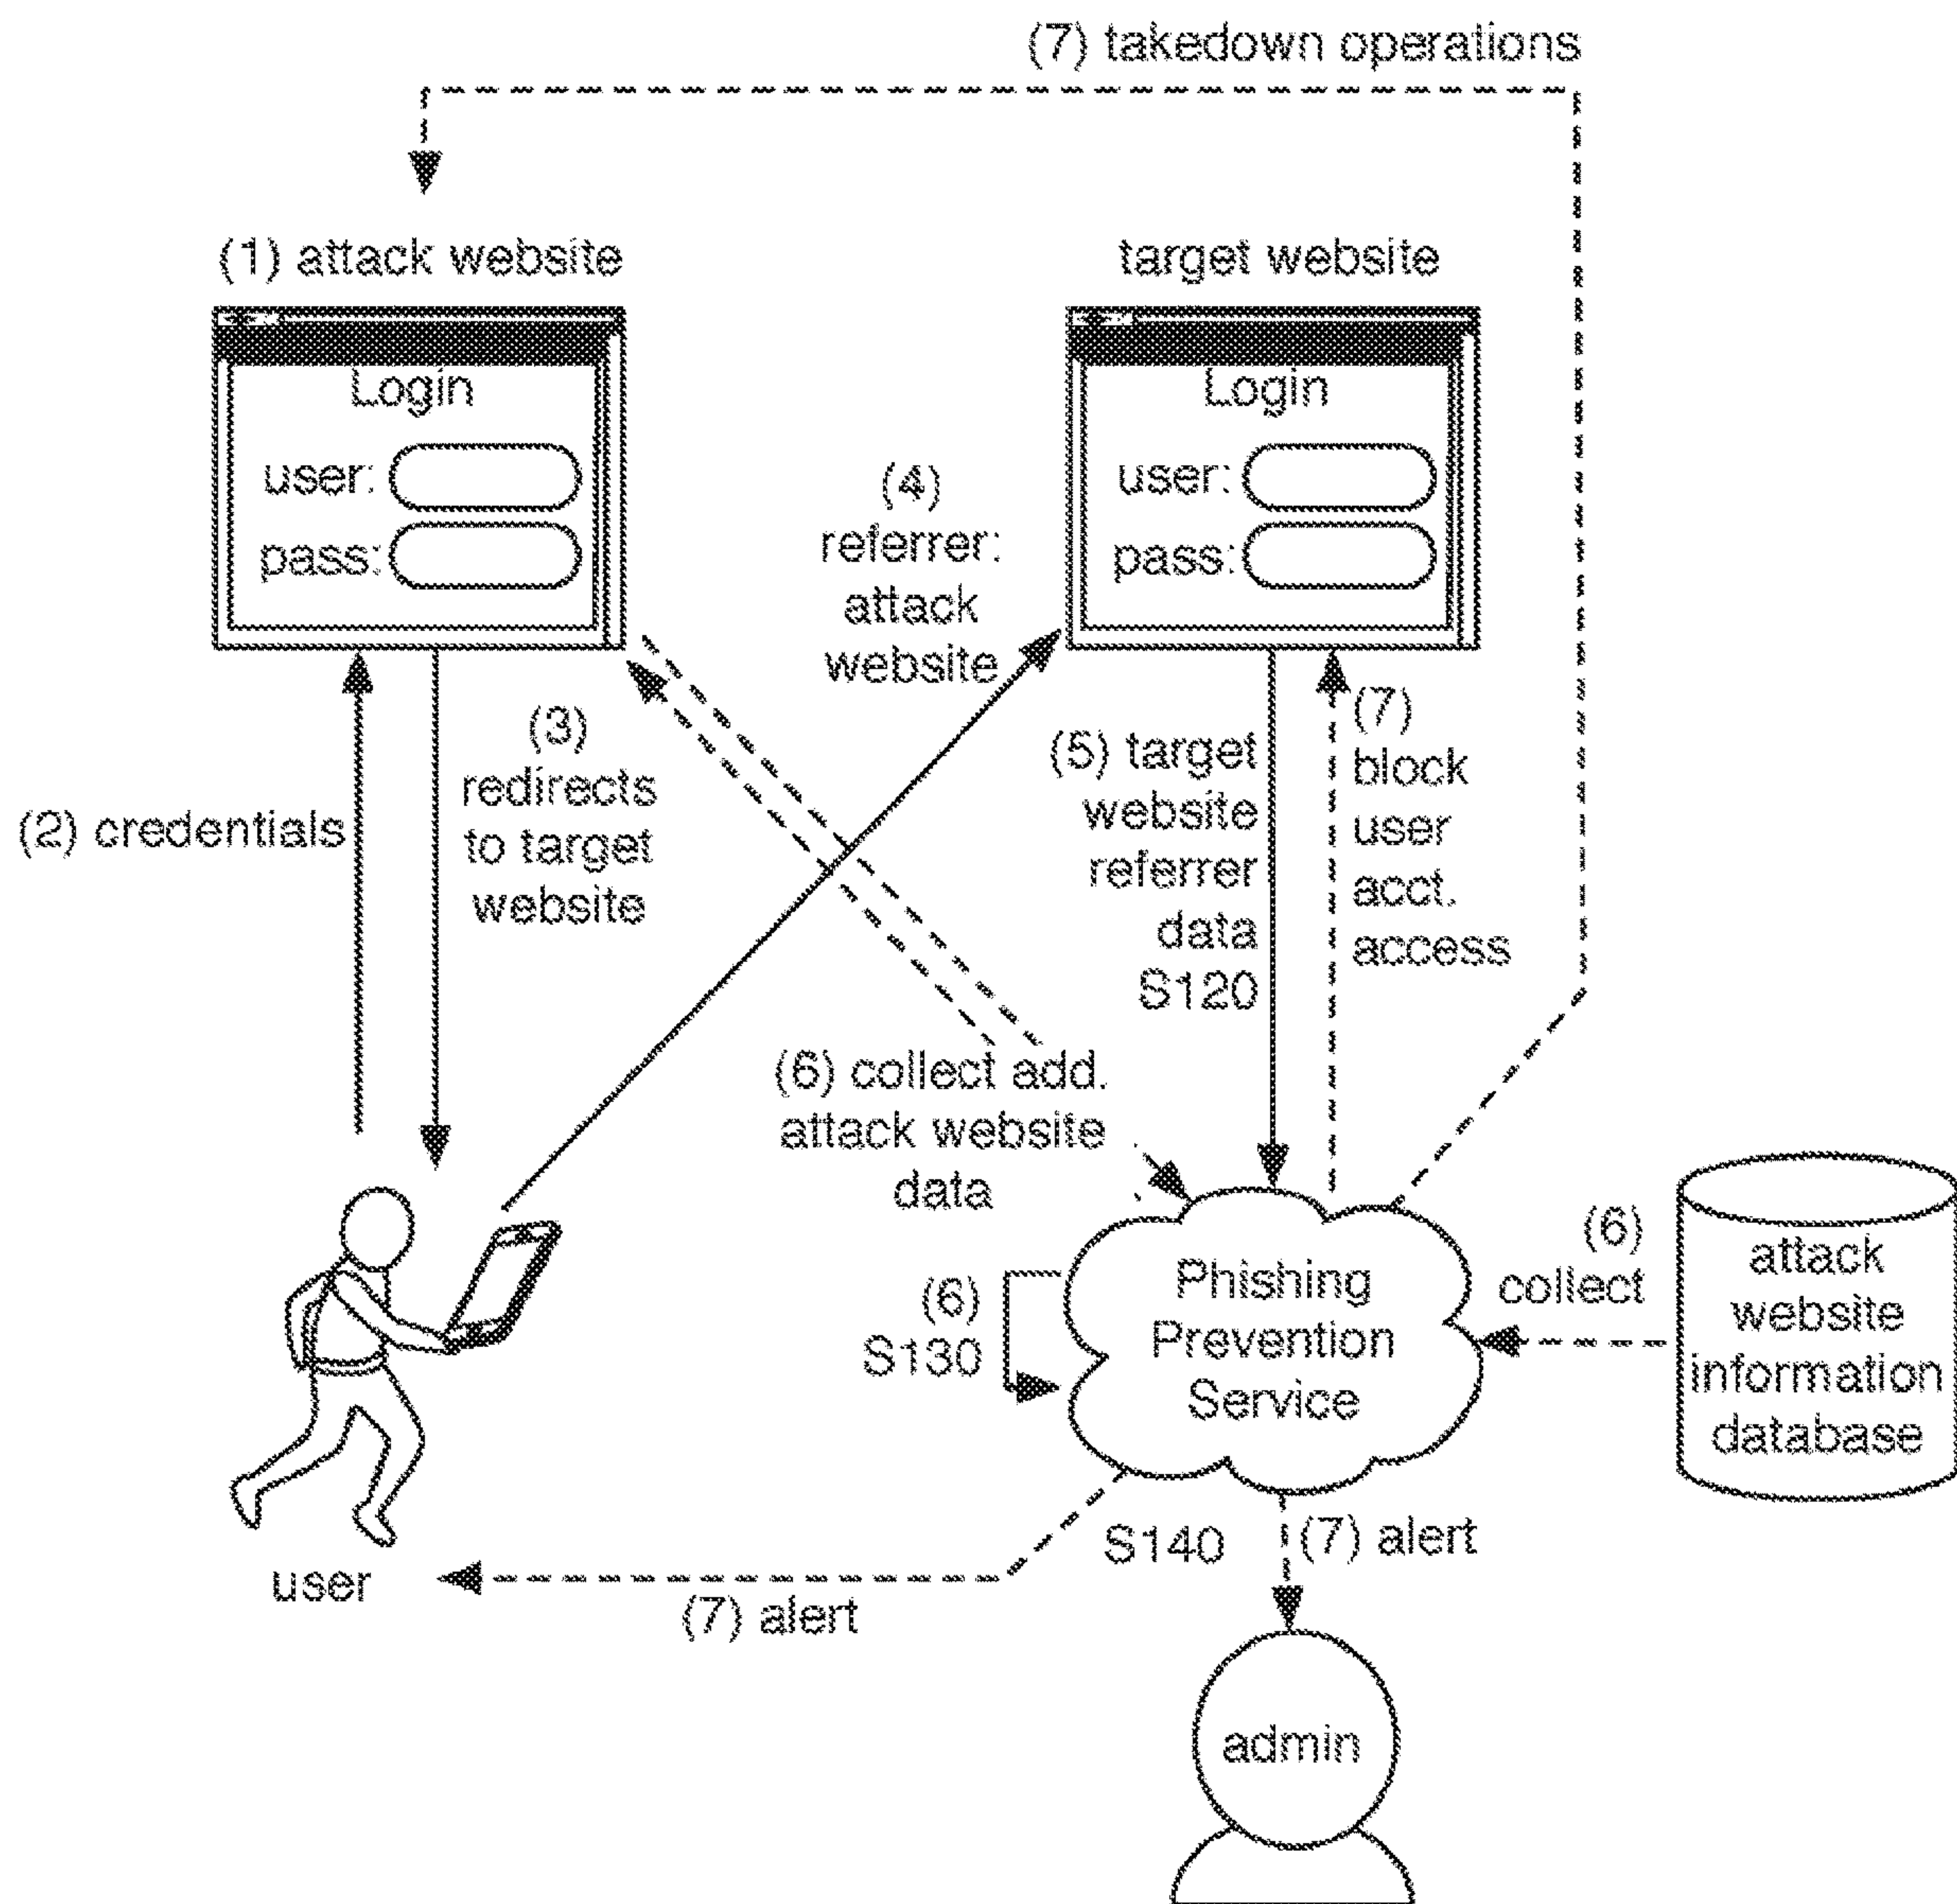 (7) takedown operations
(1) attack website
target website
Login
user:
pass:
Login
user:
pass:
(4)
referrer:
attack
website
(2) credentials
(3)
redirects
to target
website
(5) target
website
referrer
data
S120
(7)
block
user
acct.
access
(6) collect add.
attack website
data
(6)
S130
Phishing
Prevention
Service
(6)
collect
attack
website
information
database
user
(7) alert
S140
(7) alert
admin